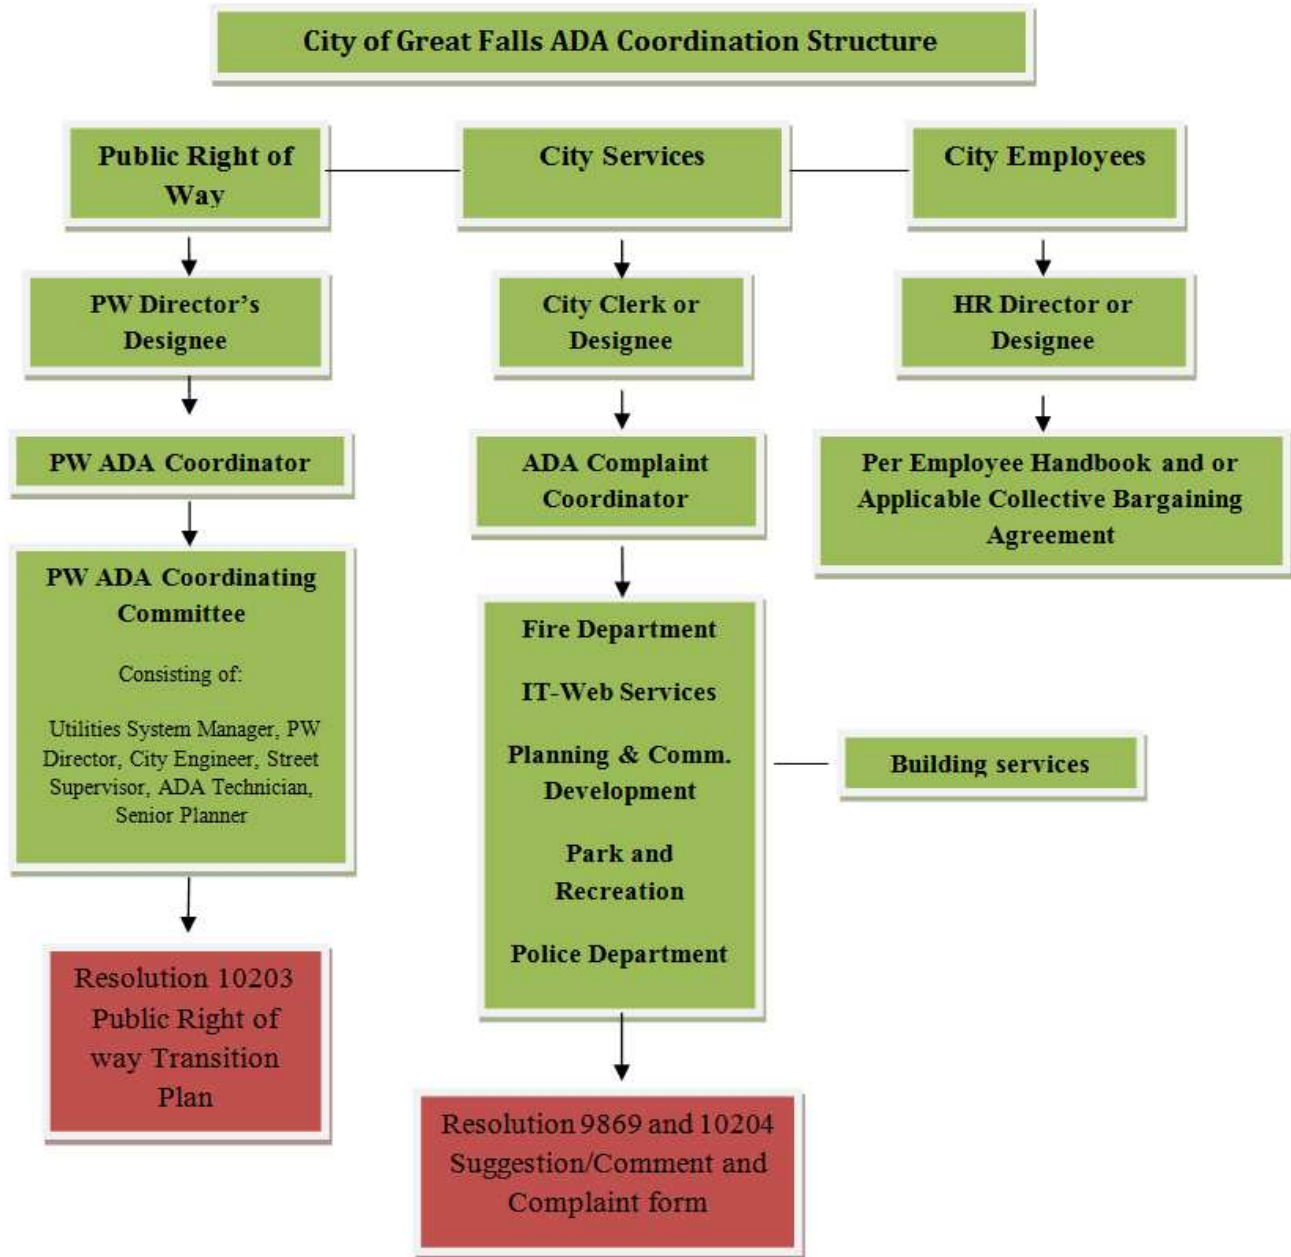 City of Great Falls ADA Coordination Structure
Public Right of
Way
City Services
City Employees
PW Director’s
Designee
City Clerk or
Designee
HR Director or
Designee
PW ADA Coordinator
ADA Complaint
Coordinator
Per Employee Handbook and or
Applicable Collective Bargaining
Agreement
PW ADA Coordinating
Committee
Consisting of:
Utilities System Manager, PW
Director, City Engineer, Street
Supervisor, ADA Technician,
Senior Planner
Fire Department
IT-Web Services
Planning & Comm.
Development
Park and
Recreation
Police Department
Building services
Resolution 10203
Public Right of
way Transition
Plan
Resolution 9869 and 10204
Suggestion/Comment and
Complaint form